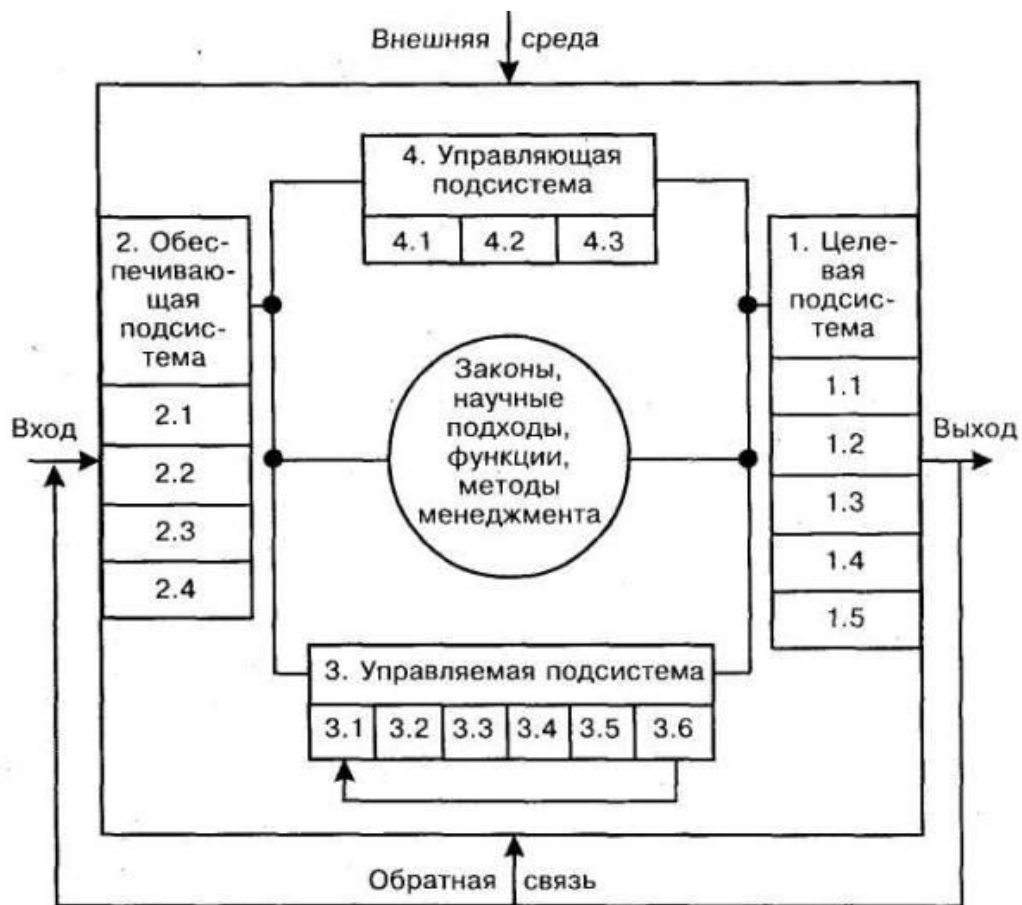 Внешняя среда
4. Управляющая
подсистема
4.1 4.2 4.3
2. Обес-
печиваю-
щая
подсис-
тема
2.1
2.2
2.3
2.4
Вход
Законы,
научные
подходы,
функции,
методы
менеджмента
1. Целе-
вая
подсис-
тема
1.1
1.2
1.3
1.4
1.5
Выход
3. Управляемая подсистема
3.1 3.2 3.3 3.4 3.5 3.6
Обратная связь